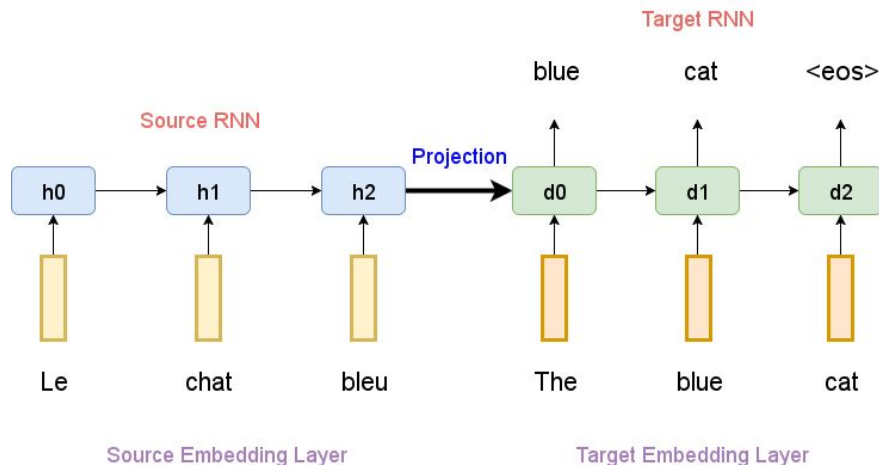 Target RNN
blue cat <eos>
Source RNN
Projection
h0 h1 h2 d0 d1 d2
Le chat bleu The blue cat
Source Embedding Layer Target Embedding Layer